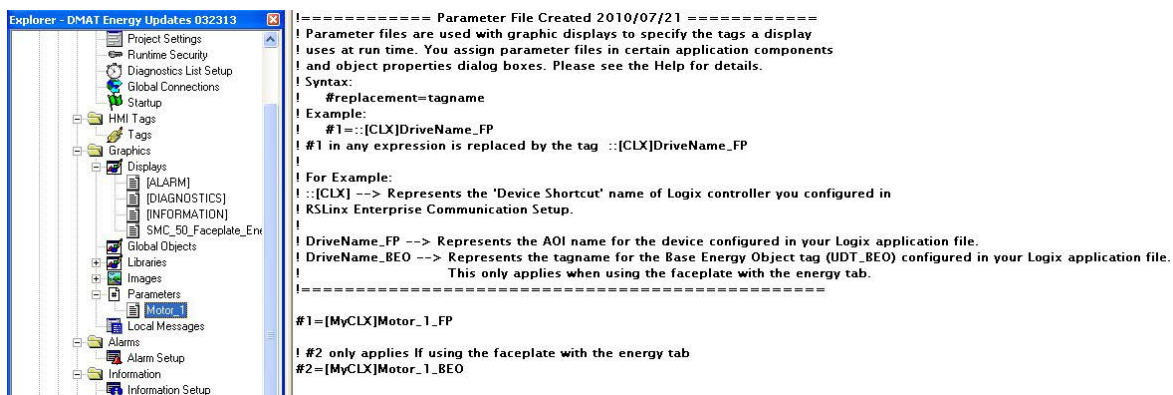 Explorer - DMAT Energy Updates 032313
Project Settings
Runtime Security
Diagnostics List Setup
Global Connections
Startup
HMI Tags
Tags
Graphics
Displays
[ALARM]
[DIAGNOSTICS]
[INFORMATION]
SMC_50_Faceplate_Ene
Global Objects
Libraries
Images
Parameters
Motor_1
Local Messages
Alarms
Alarm Setup
Information
Information Setup
!============ Parameter File Created 2010/07/21 ============
! Parameter files are used with graphic displays to specify the tags a display
! uses at run time. You assign parameter files in certain application components
! and object properties dialog boxes. Please see the Help for details.
! Syntax:
!    #replacement=tagname
! Example:
!    #1=::[CLX]DriveName_FP
! #1 in any expression is replaced by the tag ::[CLX]DriveName_FP
!
! For Example:
! ::[CLX] --> Represents the 'Device Shortcut' name of Logix controller you configured in
! RSLinx Enterprise Communication Setup.
!
! DriveName_FP --> Represents the AOI name for the device configured in your Logix application file.
! DriveName_BEO --> Represents the tagname for the Base Energy Object tag (UDT_BEO) configured in your Logix application file.
!                                This only applies when using the faceplate with the energy tab.
!================================================
#1=[MyCLX]Motor_1_FP
! #2 only applies If using the faceplate with the energy tab
#2=[MyCLX]Motor_1_BEO